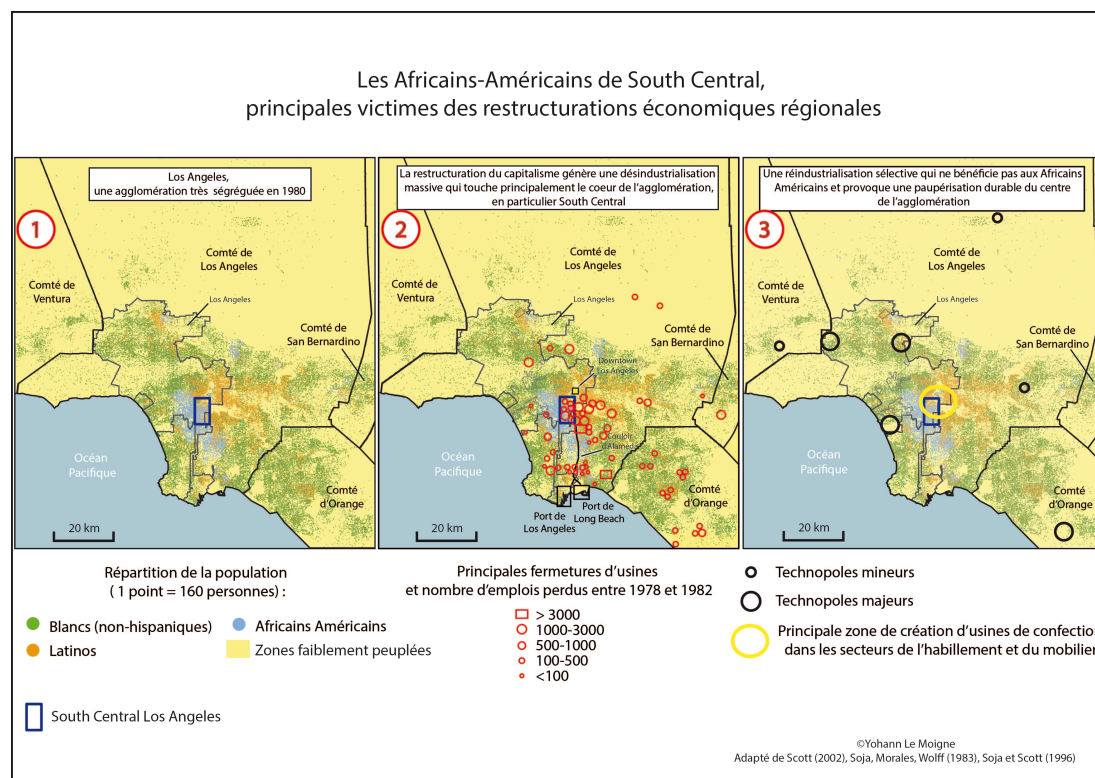 Les Africains-Américains de South Central,
principales victimes des restructurations économiques régionales
Los Angeles,
une agglomération très ségréguée en 1980
1
Comté de
Los Angeles
Comté de
Ventura
Los Angeles
Comté de
San Bernardino
Océan
Pacifique
Comté
d'Orange
20 km
La restructuration du capitalisme génère une désindustrialisation
massive qui touche principalement le coeur de l'agglomération,
en particulier South Central
2
Comté de
Los Angeles
Comté de
Ventura
Los Angeles
Comté de
San Bernardino
Downtown
Los Angeles
Couloir
d'Alameda
Océan
Pacifique
Comté
d'Orange
Port de
Los Angeles
Port de
Long Beach
20 km
Une réindustrialisation sélective qui ne bénéficie pas aux Africains
Américains et provoque une paupérisation durable du centre
de l'agglomération
3
Comté de
Los Angeles
Comté de
Ventura
Los Angeles
Comté de
San Bernardino
Océan
Pacifique
Comté
d'Orange
20 km
Répartition de la population
( 1 point = 160 personnes) :
Blancs (non-hispaniques)
Africains Américains
Latinos
Zones faiblement peuplées
South Central Los Angeles
Principales fermetures d'usines
et nombre d'emplois perdus entre 1978 et 1982
> 3000
1000-3000
500-1000
100-500
<100
Technopoles mineurs
Technopoles majeurs
Principale zone de création d'usines de confection
dans les secteurs de l'habillement et du mobilier
©Yohann Le Moigne
Adapté de Scott (2002), Soja, Morales, Wolff (1983), Soja et Scott (1996)